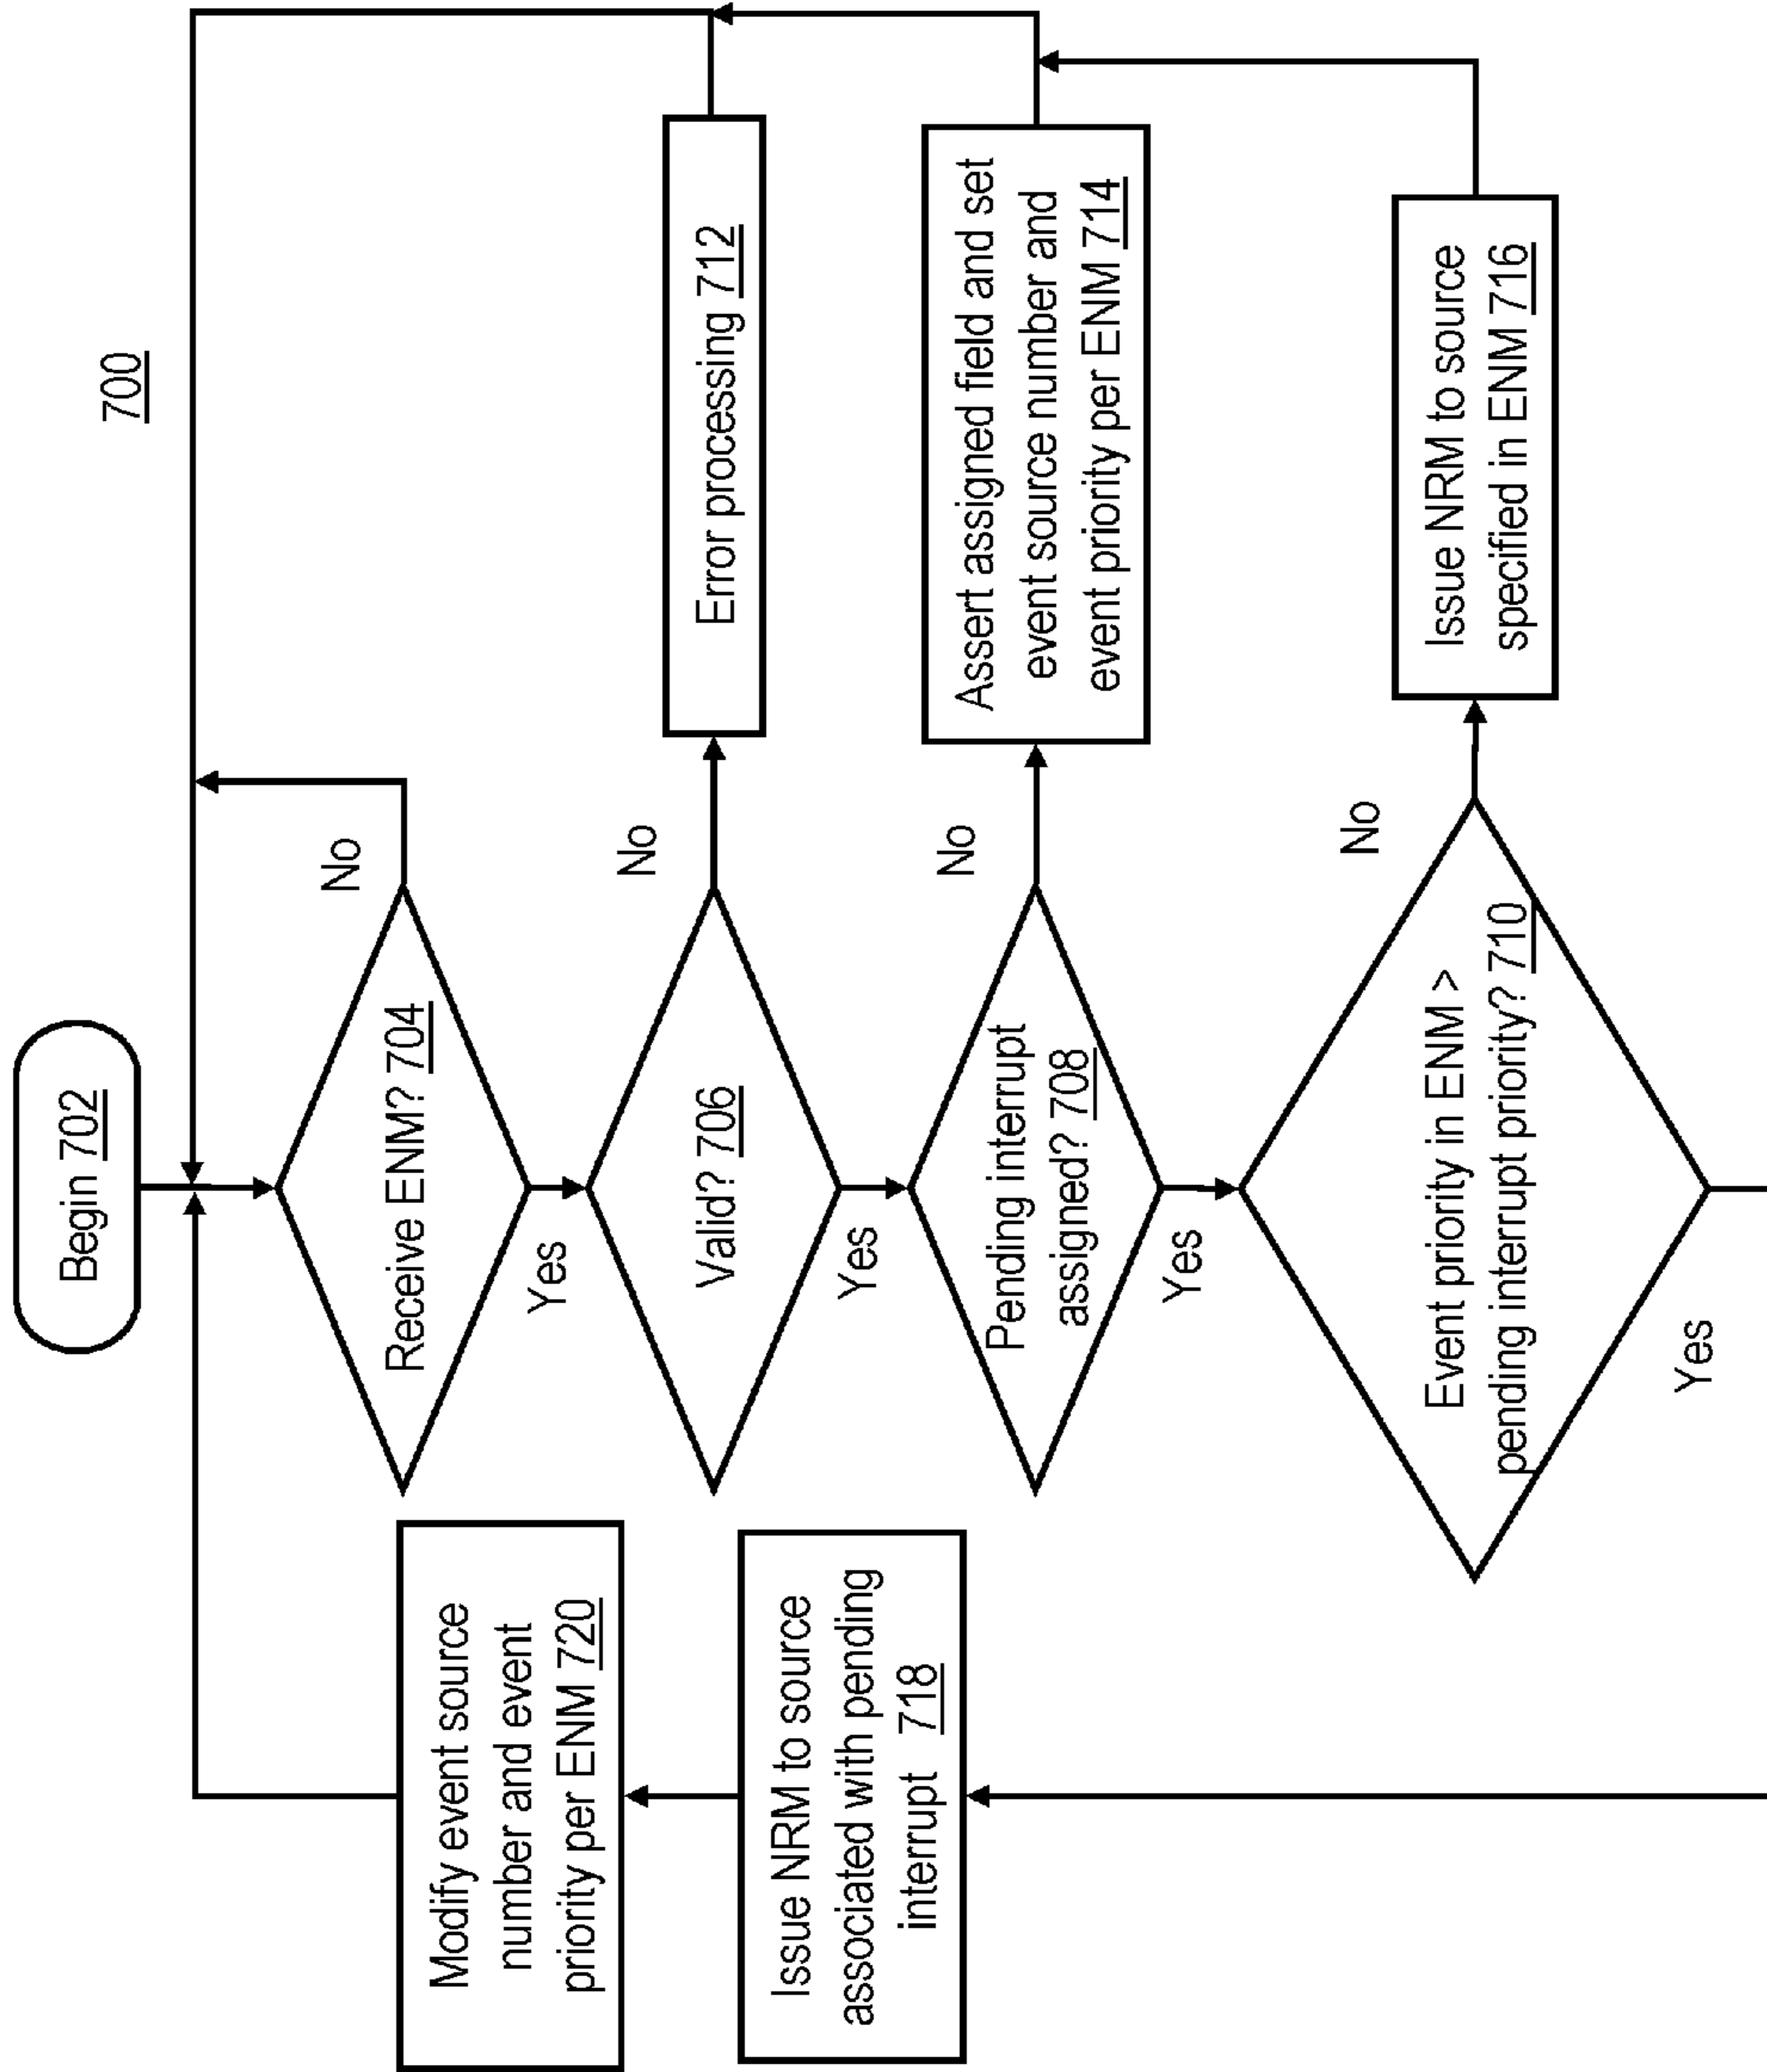 700
Begin 702
Receive ENM? 704
No
Yes
Valid? 706
No
Yes
Error processing 712
Pending interrupt
assigned? 708
No
Yes
Assert assigned field and set
event source number and
event priority per ENM 714
Event priority in ENM >
pending interrupt priority? 710
No
Yes
Issue NRM to source
specified in ENM 716
Issue NRM to source
associated with pending
interrupt 718
Modify event source
number and event
priority per ENM 720